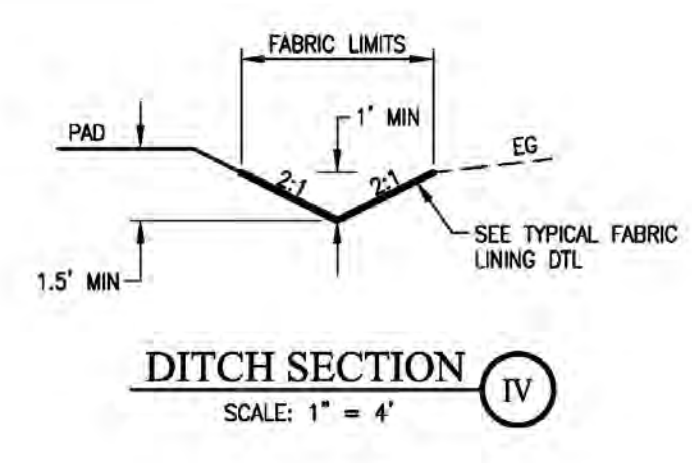 FABRIC LIMITS
1' MIN
PAD
EG
2:1
2:1
SEE TYPICAL FABRIC
LINING DTL
1.5' MIN
DITCH SECTION
IV
SCALE: 1" = 4'